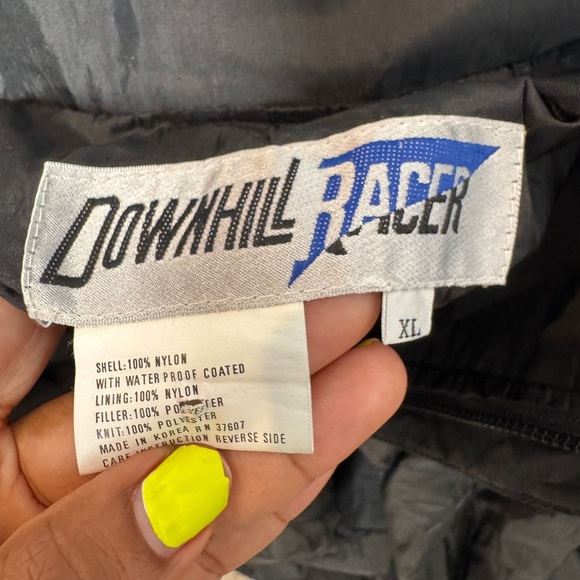 DOWNHILL RACER
XL
SHELL: 100% NYLON
WITH WATER PROOF COATED
LINING: 100% NYLON
FILLER: 100% POLYESTER
KNIT: 100% POLYESTER
MADE IN KOREA RN 37607
CARE INSTRUCTION REVERSE SIDE